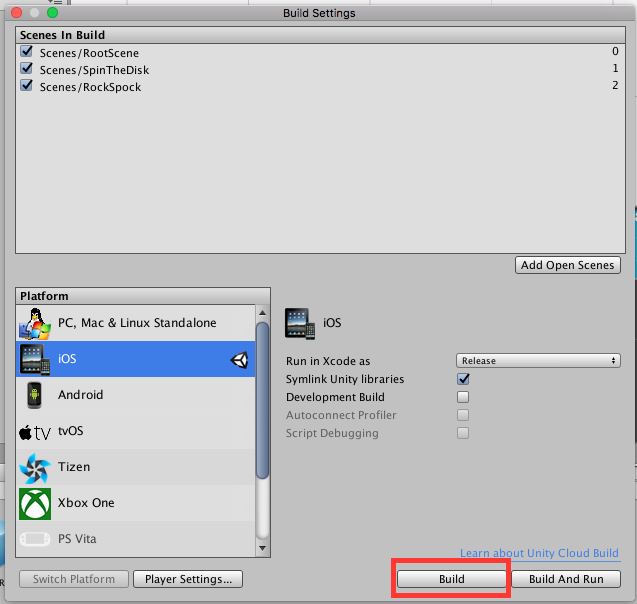 Build Settings
Scenes In Build
Scenes/RootScene 0
Scenes/SpinTheDisk 1
Scenes/RockSpock 2
Add Open Scenes
Platform
PC, Mac & Linux Standalone
iOS
Android
tv tvOS
Tizen
Xbox One
PS Vita
iOS
Run in Xcode as Release
Symlink Unity libraries
Development Build
Autoconnect Profiler
Script Debugging
Learn about Unity Cloud Build
Switch Platform Player Settings... Build Build And Run